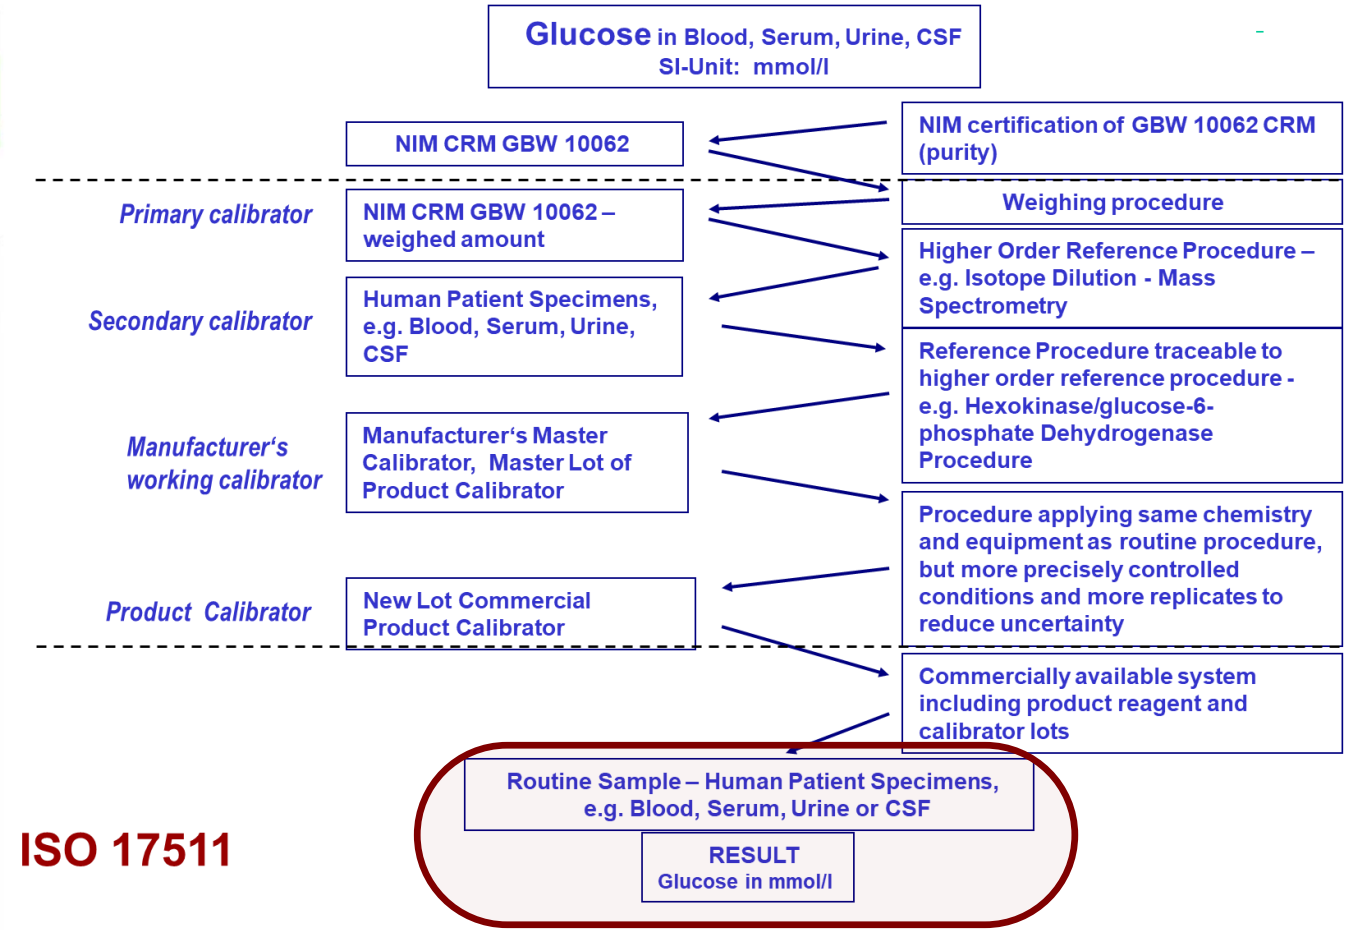 Glucose in Blood, Serum, Urine, CSF
SI-Unit: mmol/l
NIM CRM GBW 10062
NIM certification of GBW 10062 CRM
(purity)
Primary calibrator
NIM CRM GBW 10062 –
weighed amount
Weighing procedure
Higher Order Reference Procedure –
e.g. Isotope Dilution - Mass
Spectrometry
Secondary calibrator
Human Patient Specimens,
e.g. Blood, Serum, Urine,
CSF
Reference Procedure traceable to
higher order reference procedure -
e.g. Hexokinase/glucose-6-
phosphate Dehydrogenase
Procedure
Manufacturer‘s
working calibrator
Manufacturer‘s Master
Calibrator, Master Lot of
Product Calibrator
Procedure applying same chemistry
and equipment as routine procedure,
but more precisely controlled
conditions and more replicates to
reduce uncertainty
Product Calibrator
New Lot Commercial
Product Calibrator
Commercially available system
including product reagent and
calibrator lots
Routine Sample – Human Patient Specimens,
e.g. Blood, Serum, Urine or CSF
RESULT
Glucose in mmol/l
ISO 17511